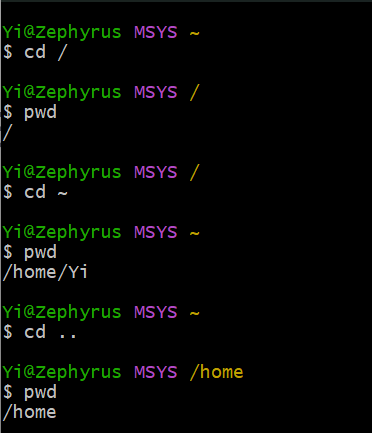 Yi@Zephyrus MSYS ~
$ cd /
Yi@Zephyrus MSYS /
$ pwd
/
Yi@Zephyrus MSYS /
$ cd ~
Yi@Zephyrus MSYS ~
$ pwd
/home/Yi
Yi@Zephyrus MSYS ~
$ cd ..
Yi@Zephyrus MSYS /home
$ pwd
/home